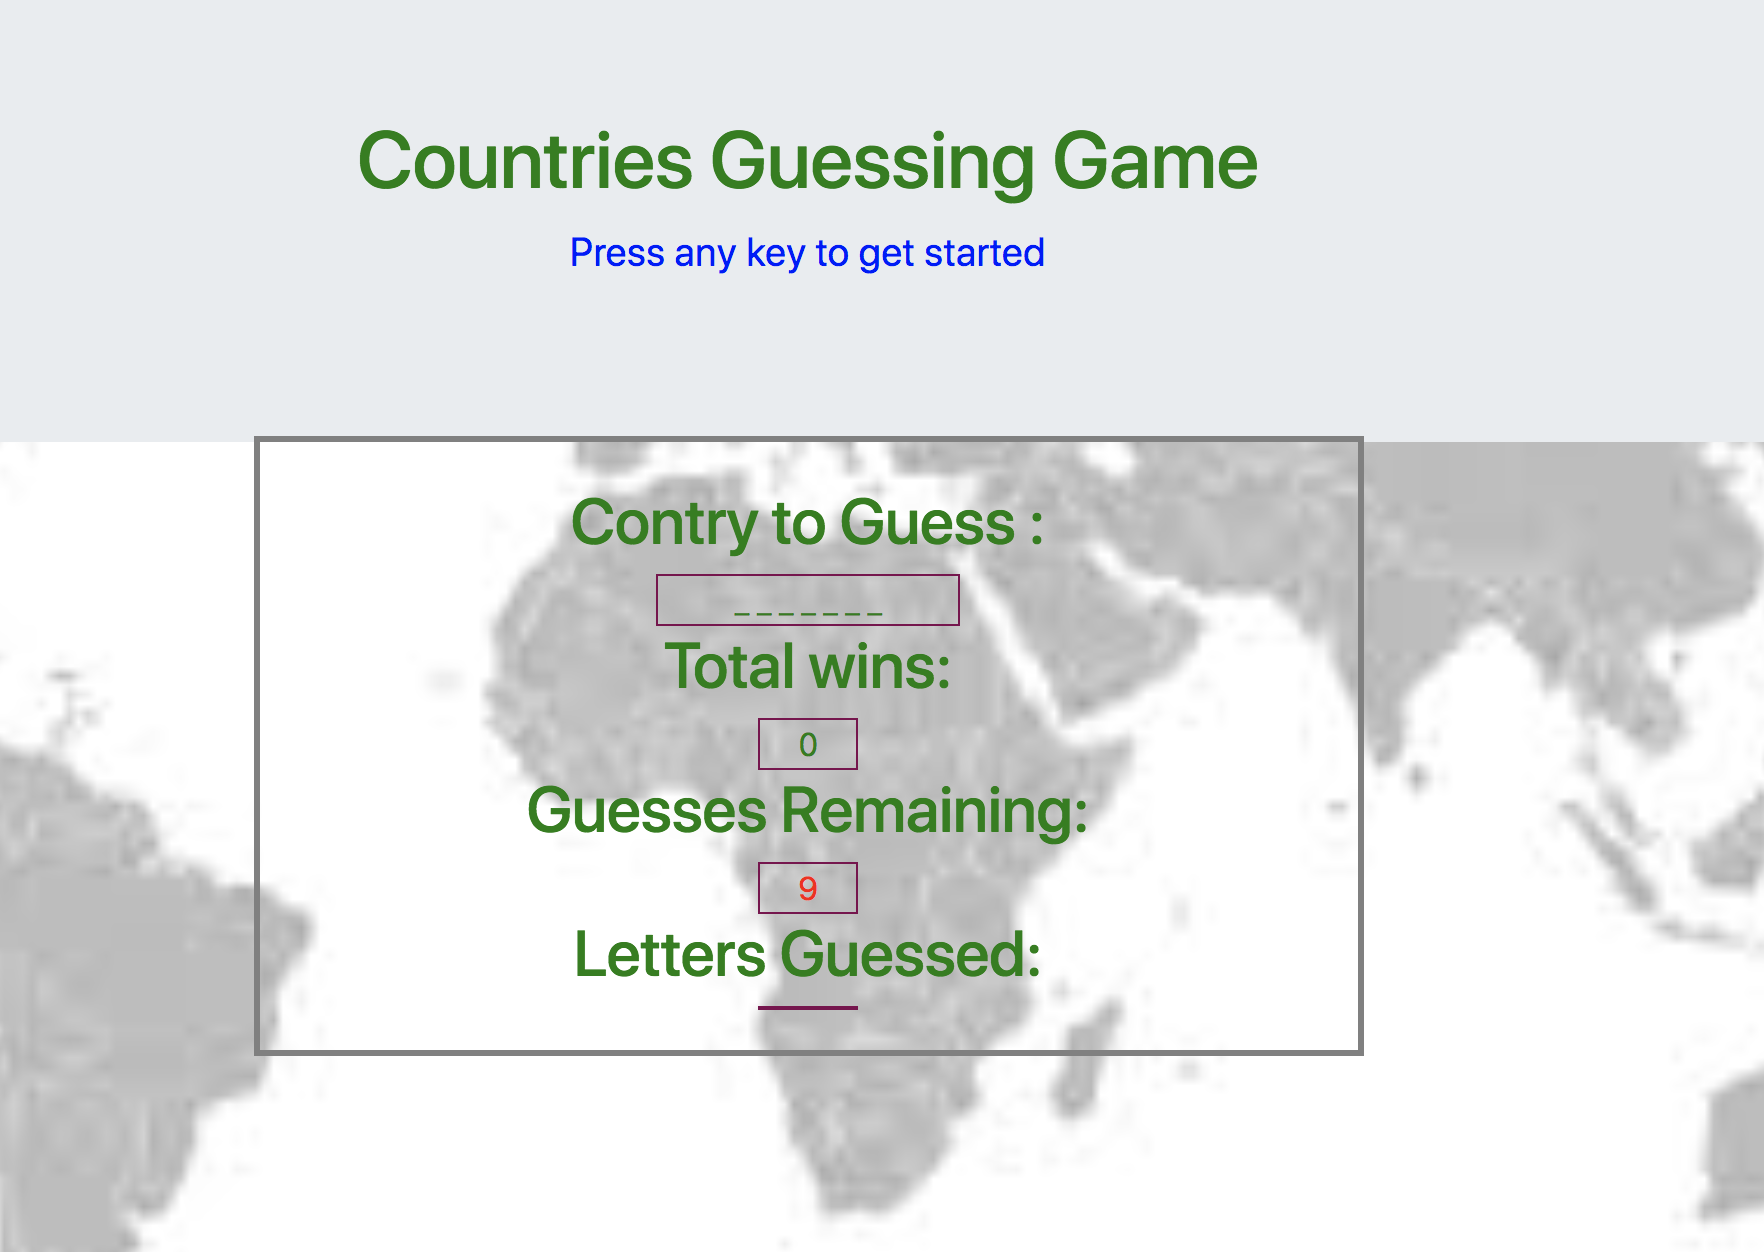 Countries Guessing Game
Press any key to get started
Contry to Guess :
_ _ _ _ _ _ _
Total wins:
0
Guesses Remaining:
9
Letters Guessed: